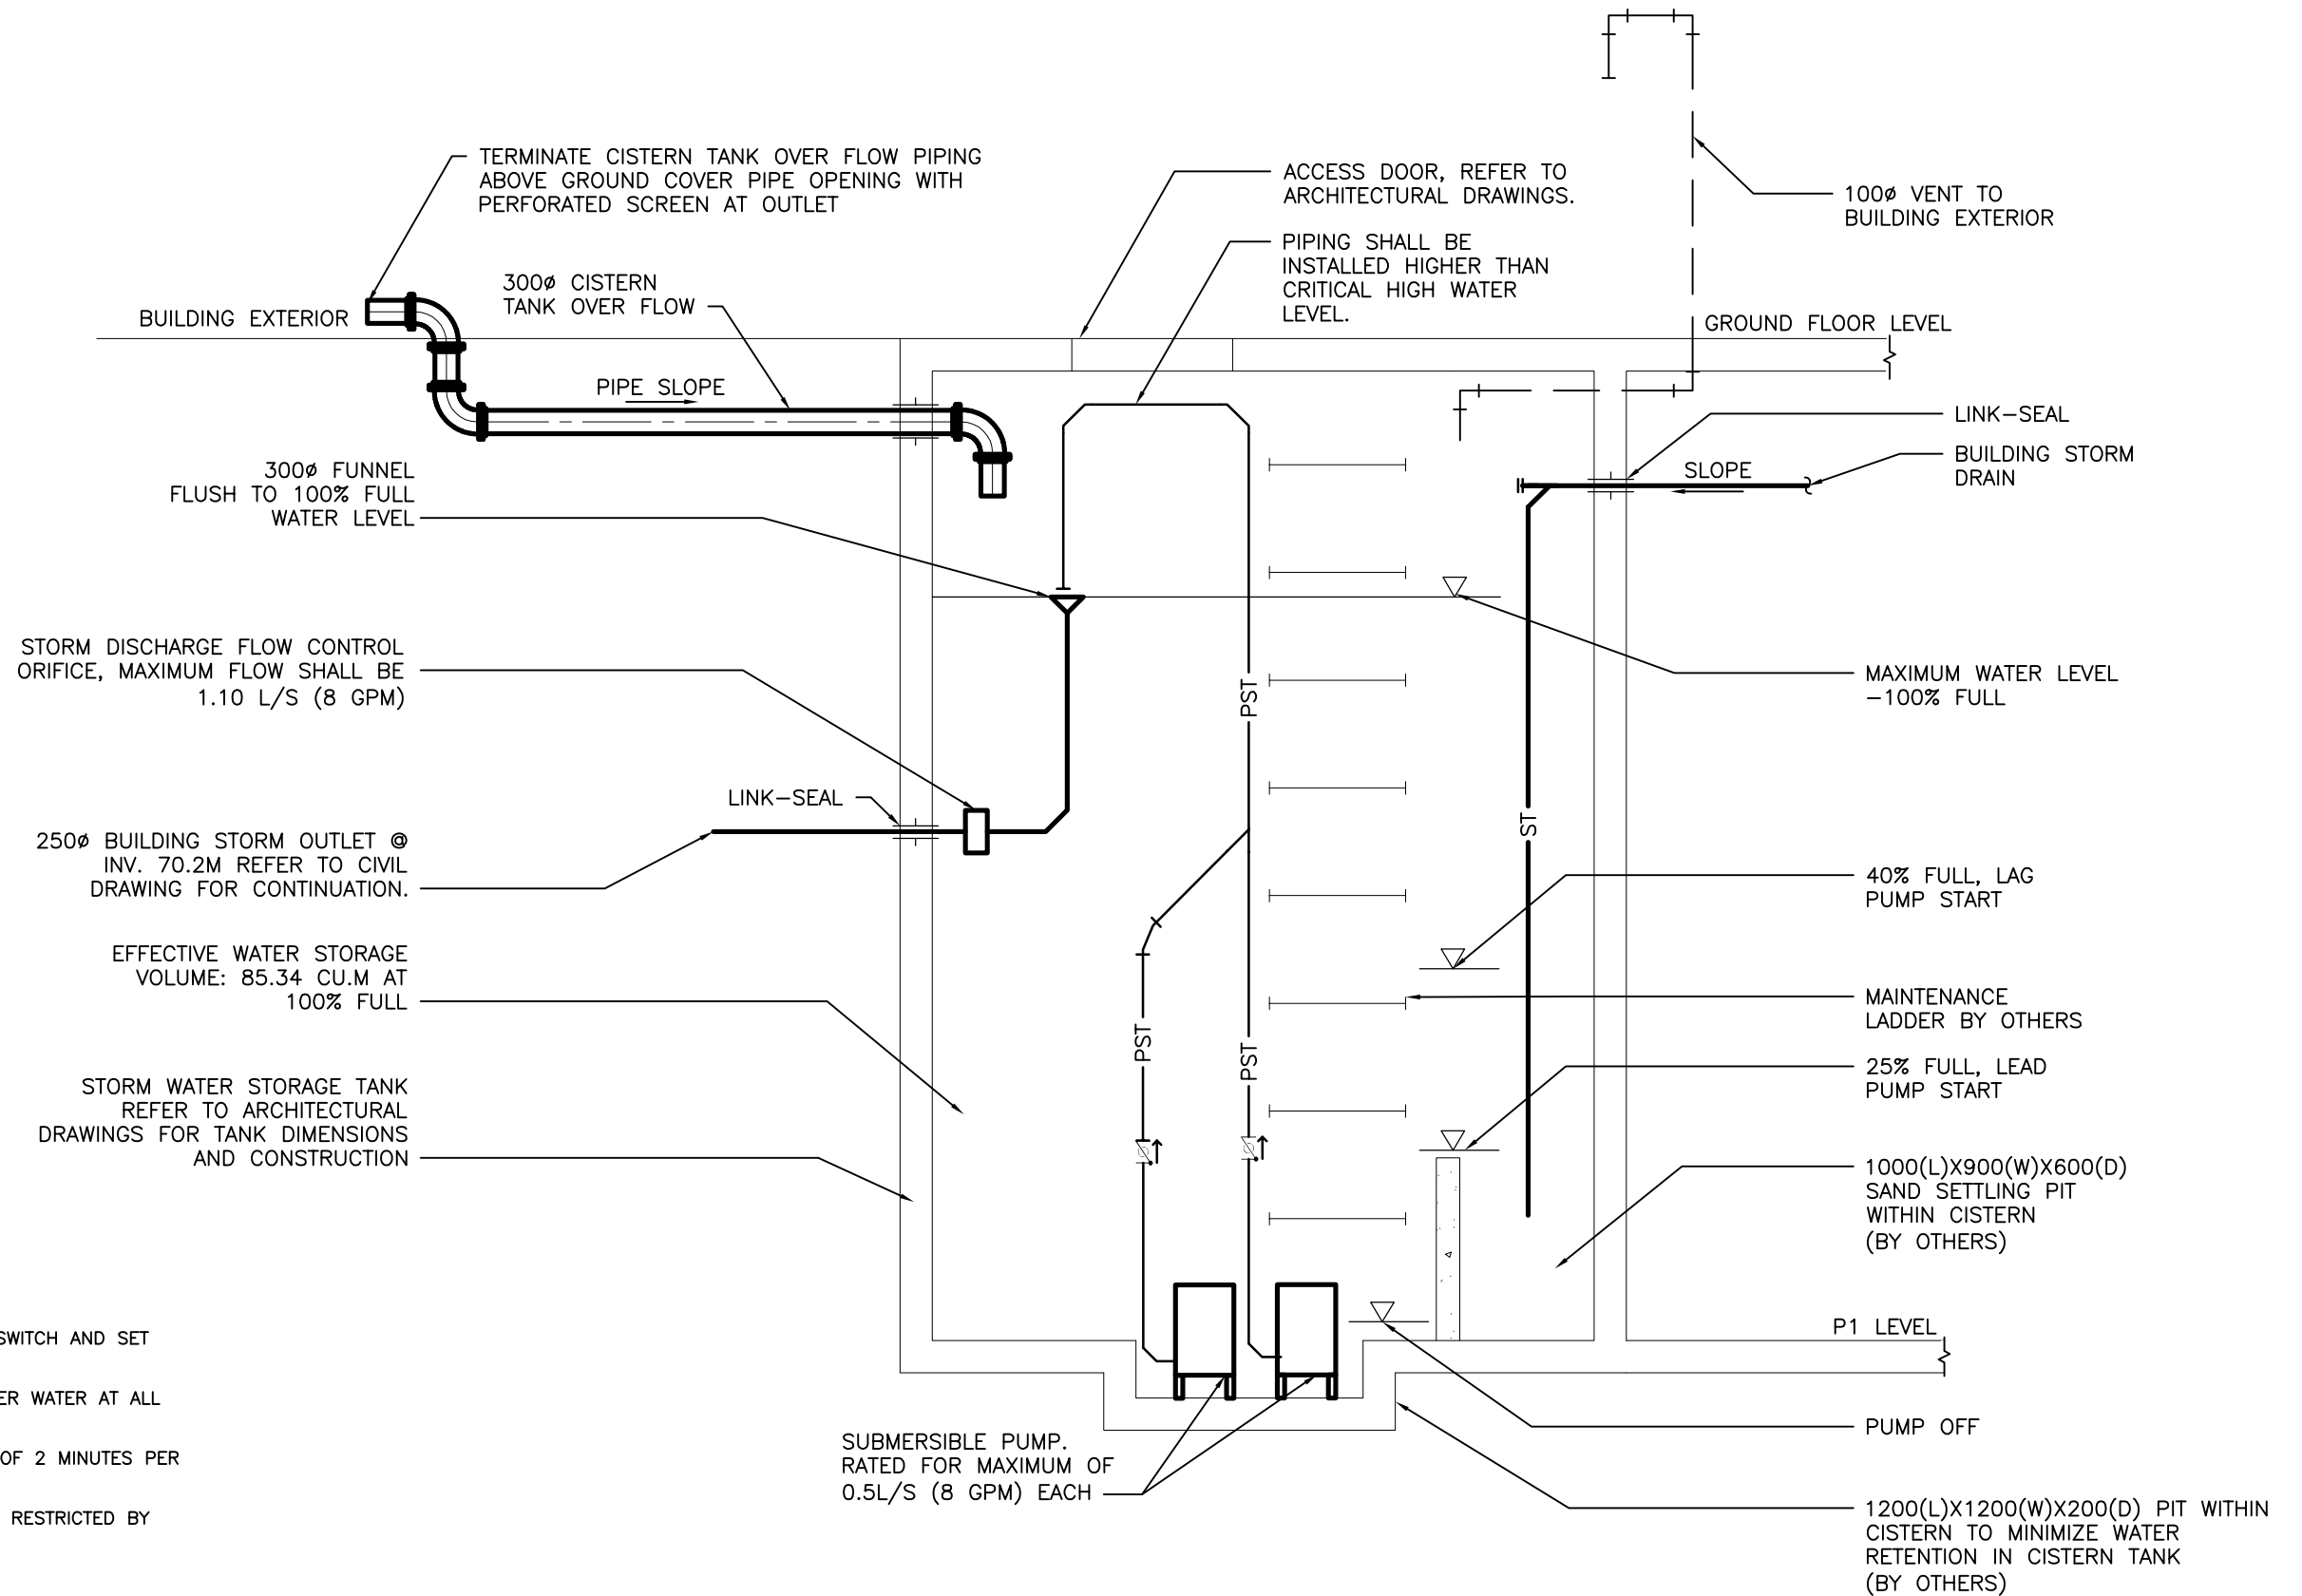 TERMINATE CISTERN TANK OVER FLOW PIPING
ABOVE GROUND COVER PIPE OPENING WITH
PERFORATED SCREEN AT OUTLET
ACCESS DOOR, REFER TO
ARCHITECTURAL DRAWINGS.
100ø VENT TO
BUILDING EXTERIOR
PIPING SHALL BE
INSTALLED HIGHER THAN
CRITICAL HIGH WATER
LEVEL.
300ø CISTERN
TANK OVER FLOW
BUILDING EXTERIOR
GROUND FLOOR LEVEL
PIPE SLOPE
LINK-SEAL
BUILDING STORM
DRAIN
SLOPE
300ø FUNNEL
FLUSH TO 100% FULL
WATER LEVEL
STORM DISCHARGE FLOW CONTROL
ORIFICE, MAXIMUM FLOW SHALL BE
1.10 L/S (8 GPM)
MAXIMUM WATER LEVEL
-100% FULL
PST
LINK-SEAL
ST
250ø BUILDING STORM OUTLET @
INV. 70.2M REFER TO CIVIL
DRAWING FOR CONTINUATION.
40% FULL, LAG
PUMP START
EFFECTIVE WATER STORAGE
VOLUME: 85.34 CU.M AT
100% FULL
MAINTENANCE
LADDER BY OTHERS
PST
PST
25% FULL, LEAD
PUMP START
STORM WATER STORAGE TANK
REFER TO ARCHITECTURAL
DRAWINGS FOR TANK DIMENSIONS
AND CONSTRUCTION
1000(L)X900(W)X600(D)
SAND SETTLING PIT
WITHIN CISTERN
(BY OTHERS)
P1 LEVEL
SWITCH AND SET
ER WATER AT ALL
OF 2 MINUTES PER
RESTRICTED BY
PUMP OFF
SUBMERSIBLE PUMP.
RATED FOR MAXIMUM OF
0.5L/S (8 GPM) EACH
1200(L)X1200(W)X200(D) PIT WITHIN
CISTERN TO MINIMIZE WATER
RETENTION IN CISTERN TANK
(BY OTHERS)